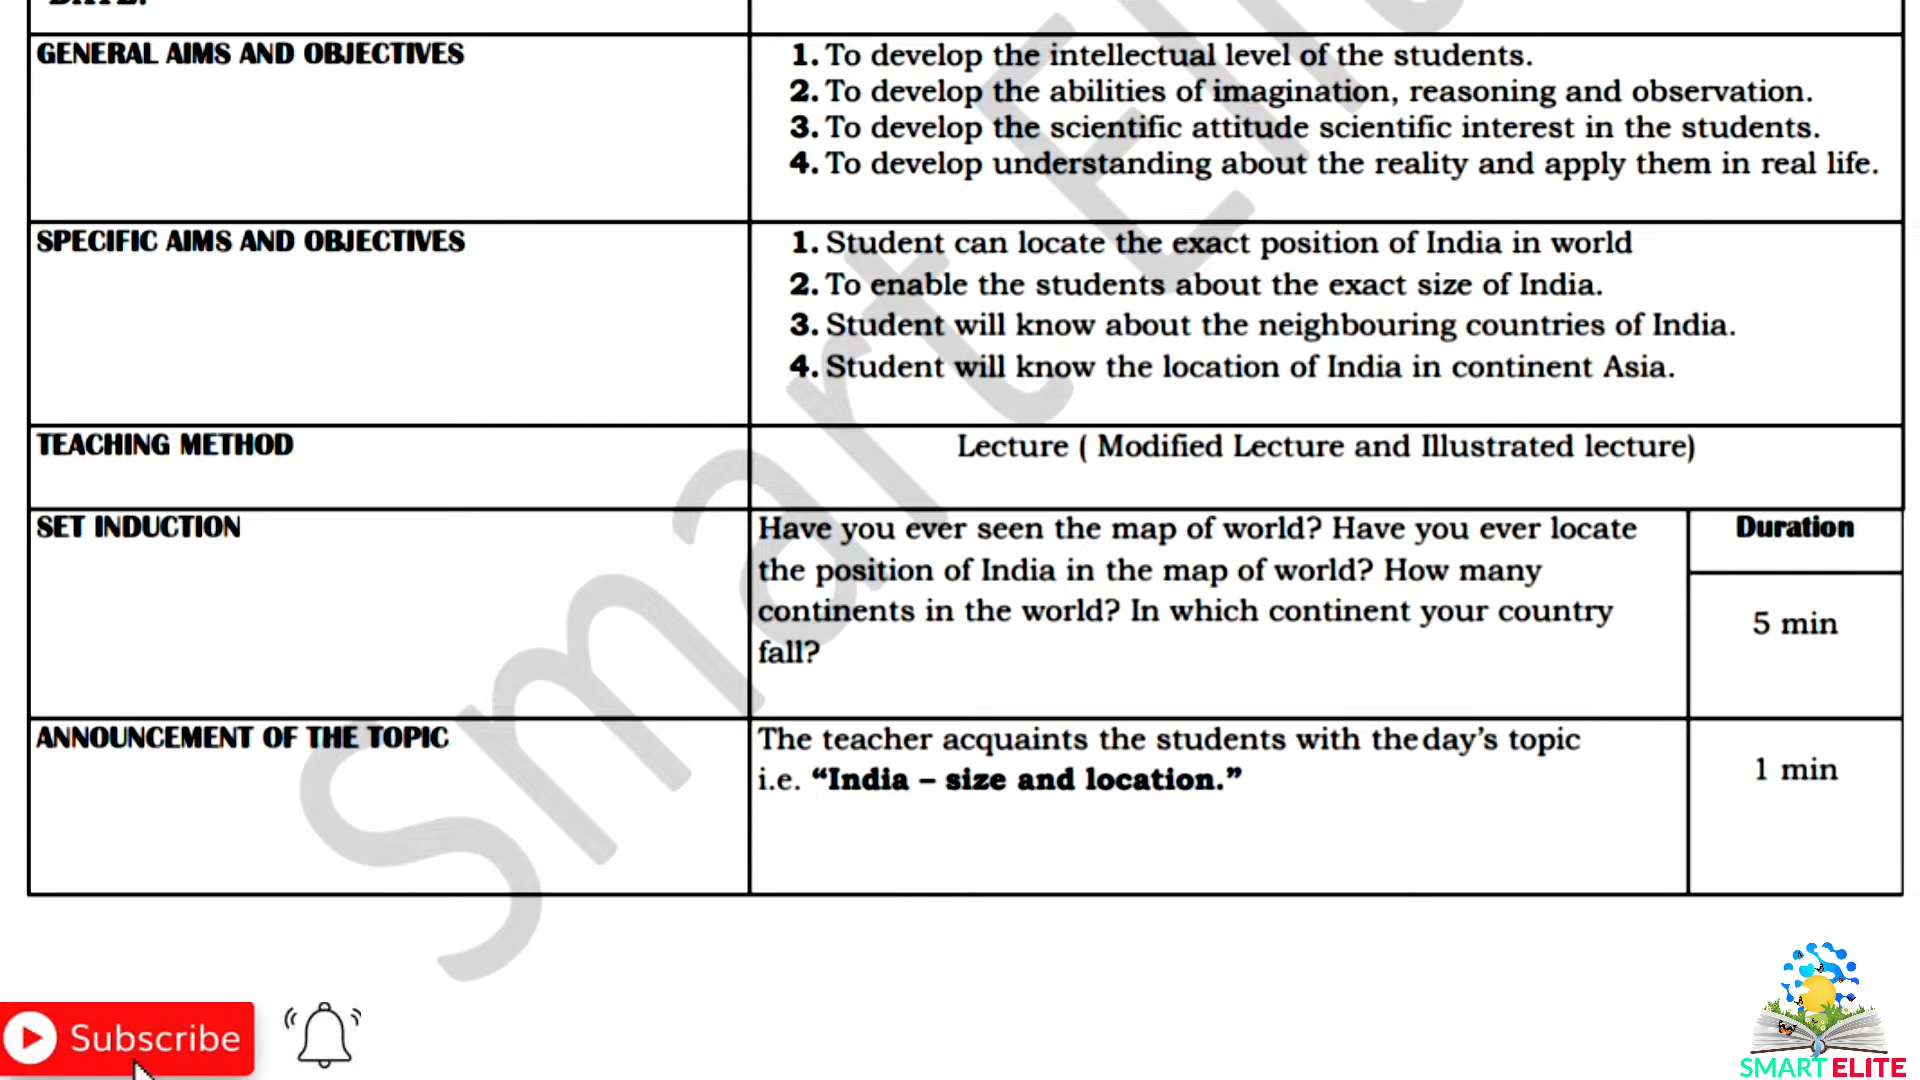 DATE:
GENERAL AIMS AND OBJECTIVES
1. To develop the intellectual level of the students.
2. To develop the abilities of imagination, reasoning and observation.
3. To develop the scientific attitude scientific interest in the students.
4. To develop understanding about the reality and apply them in real life.
SPECIFIC AIMS AND OBJECTIVES
1. Student can locate the exact position of India in world
2. To enable the students about the exact size of India.
3. Student will know about the neighbouring countries of India.
4. Student will know the location of India in continent Asia.
TEACHING METHOD
Lecture ( Modified Lecture and Illustrated lecture)
SET INDUCTION
Have you ever seen the map of world? Have you ever locate
the position of India in the map of world? How many
continents in the world? In which continent your country
fall?
Duration
5 min
ANNOUNCEMENT OF THE TOPIC
The teacher acquaints the students with the day's topic
i.e. “India – size and location.”
1 min
Smart Elit
Subscribe
SMART ELITE